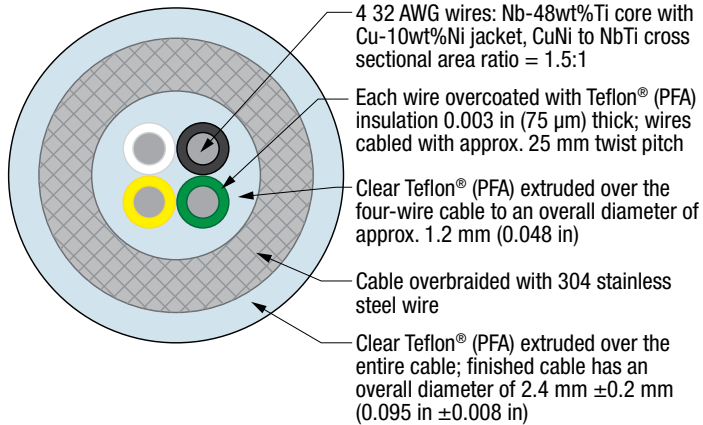 4 32 AWG wires: Nb-48wt%Ti core with
Cu-10wt%Ni jacket, CuNi to NbTi cross
sectional area ratio = 1.5:1
Each wire overcoated with Teflon® (PFA)
insulation 0.003 in (75 µm) thick; wires
cabled with approx. 25 mm twist pitch
Clear Teflon® (PFA) extruded over the
four-wire cable to an overall diameter of
approx. 1.2 mm (0.048 in)
Cable overbraided with 304 stainless
steel wire
Clear Teflon® (PFA) extruded over the
entire cable; finished cable has an
overall diameter of 2.4 mm ±0.2 mm
(0.095 in ±0.008 in)